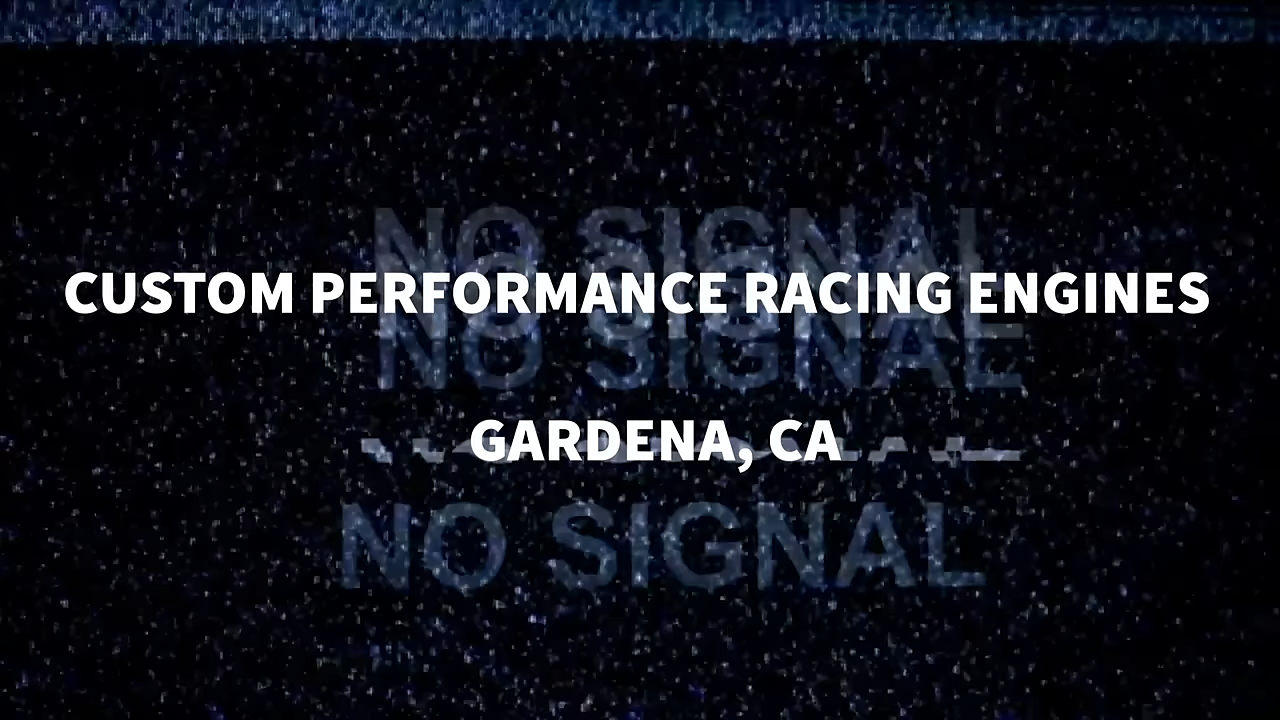 NO SIGNAL
CUSTOM PERFORMANCE RACING ENGINES
NO SIGNAL
GARDENA, CA
NO SIGNAL